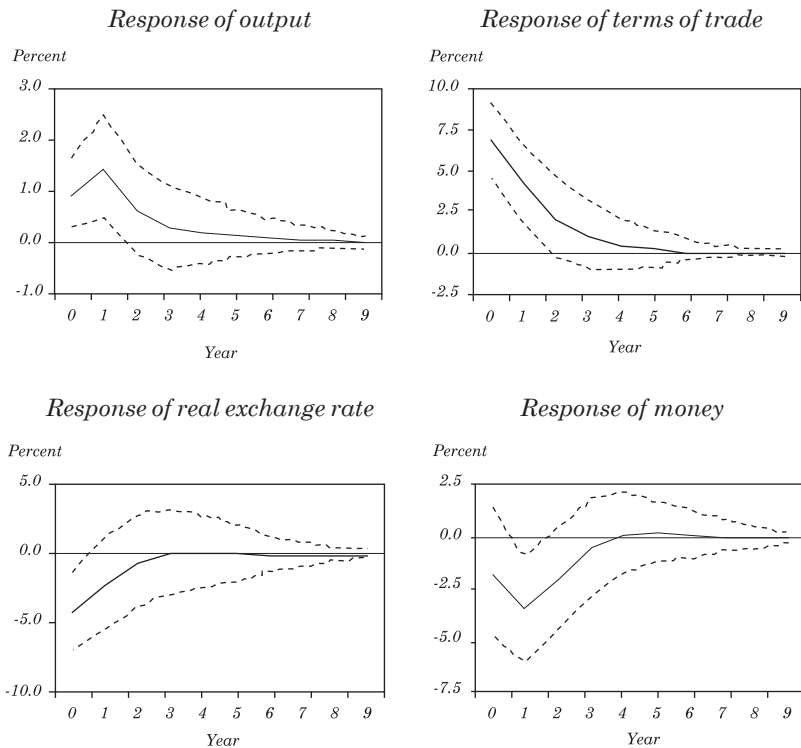 Response of output
Percent
3.0
2.0
1.0
0.0
-1.0
0 1 2 3 4 5 6 7 8 9
Year
Response of terms of trade
Percent
10.0
7.5
5.0
2.5
0.0
-2.5
0 1 2 3 4 5 6 7 8 9
Year
Response of real exchange rate
Percent
5.0
0.0
-5.0
-10.0
0 1 2 3 4 5 6 7 8 9
Year
Response of money
Percent
2.5
0.0
-2.5
-5.0
-7.5
0 1 2 3 4 5 6 7 8 9
Year